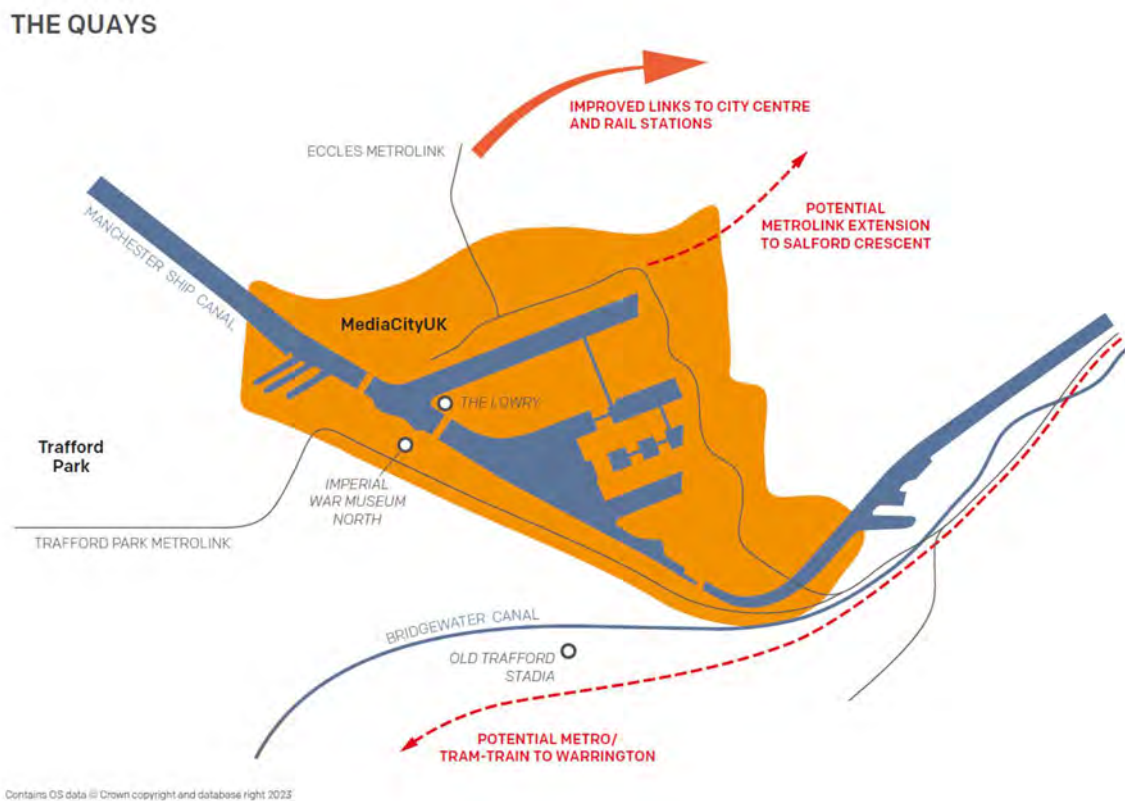 THE QUAYS
IMPROVED LINKS TO CITY CENTRE
AND RAIL STATIONS
ECCLES METROLINK
POTENTIAL
METROLINK EXTENSION
TO SALFORD CRESCENT
MANCHESTER SHIP CANAL
MediaCityUK
THE LOWRY
Trafford
Park
IMPERIAL
WAR MUSEUM
NORTH
TRAFFORD PARK METROLINK
BRIDGEWATER CANAL
OLD TRAFFORD
STADIA
POTENTIAL METRO/
TRAM-TRAIN TO WARRINGTON
Contains OS data © Crown copyright and database right 2023